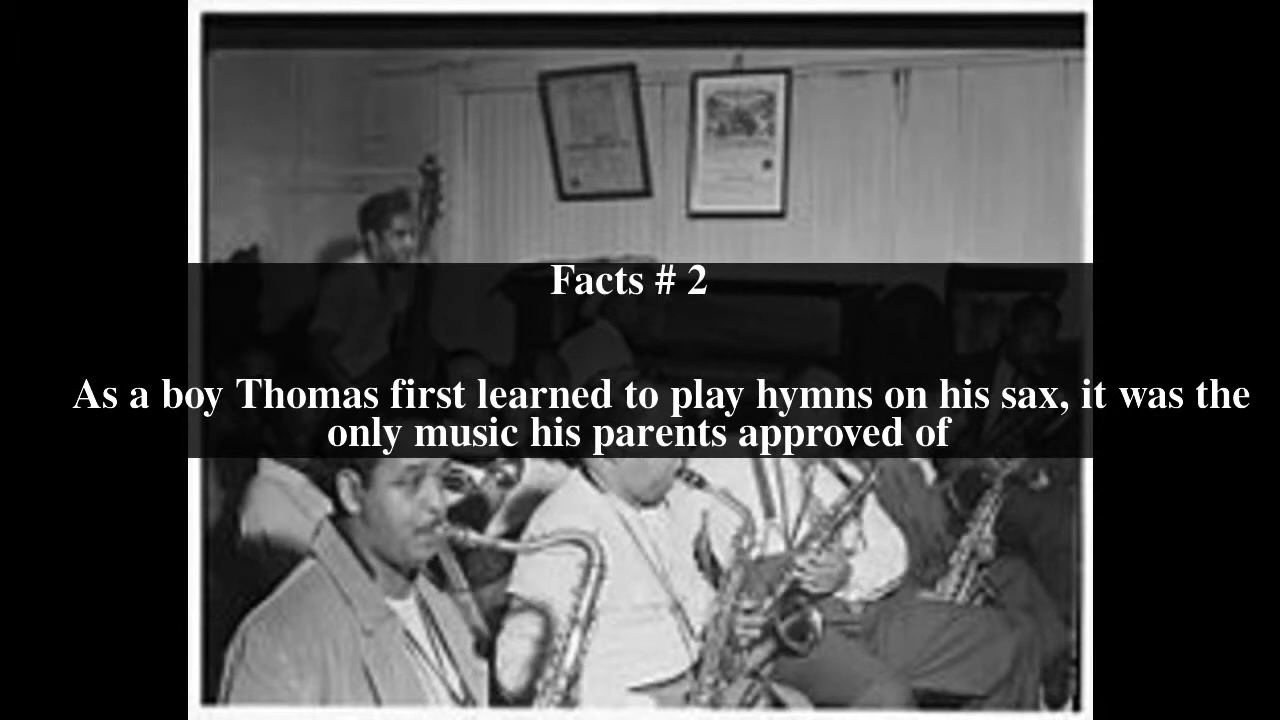 Facts # 2
As a boy Thomas first learned to play hymns on his sax, it was the
only music his parents approved of